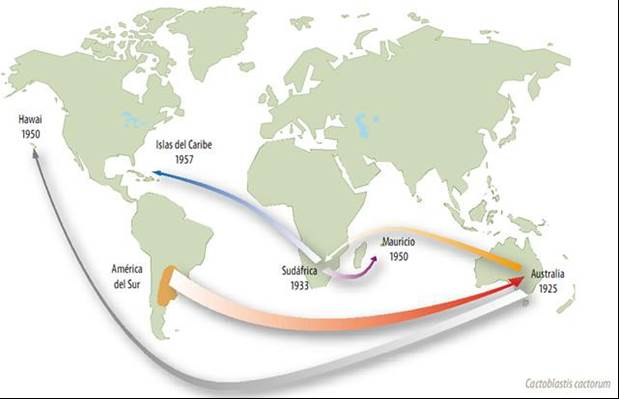 Hawai
1950
Islas del Caribe
1957
América
del Sur
Sudáfrica
1933
Mauricio
1950
Australia
1925
Cactoblastis cactorum